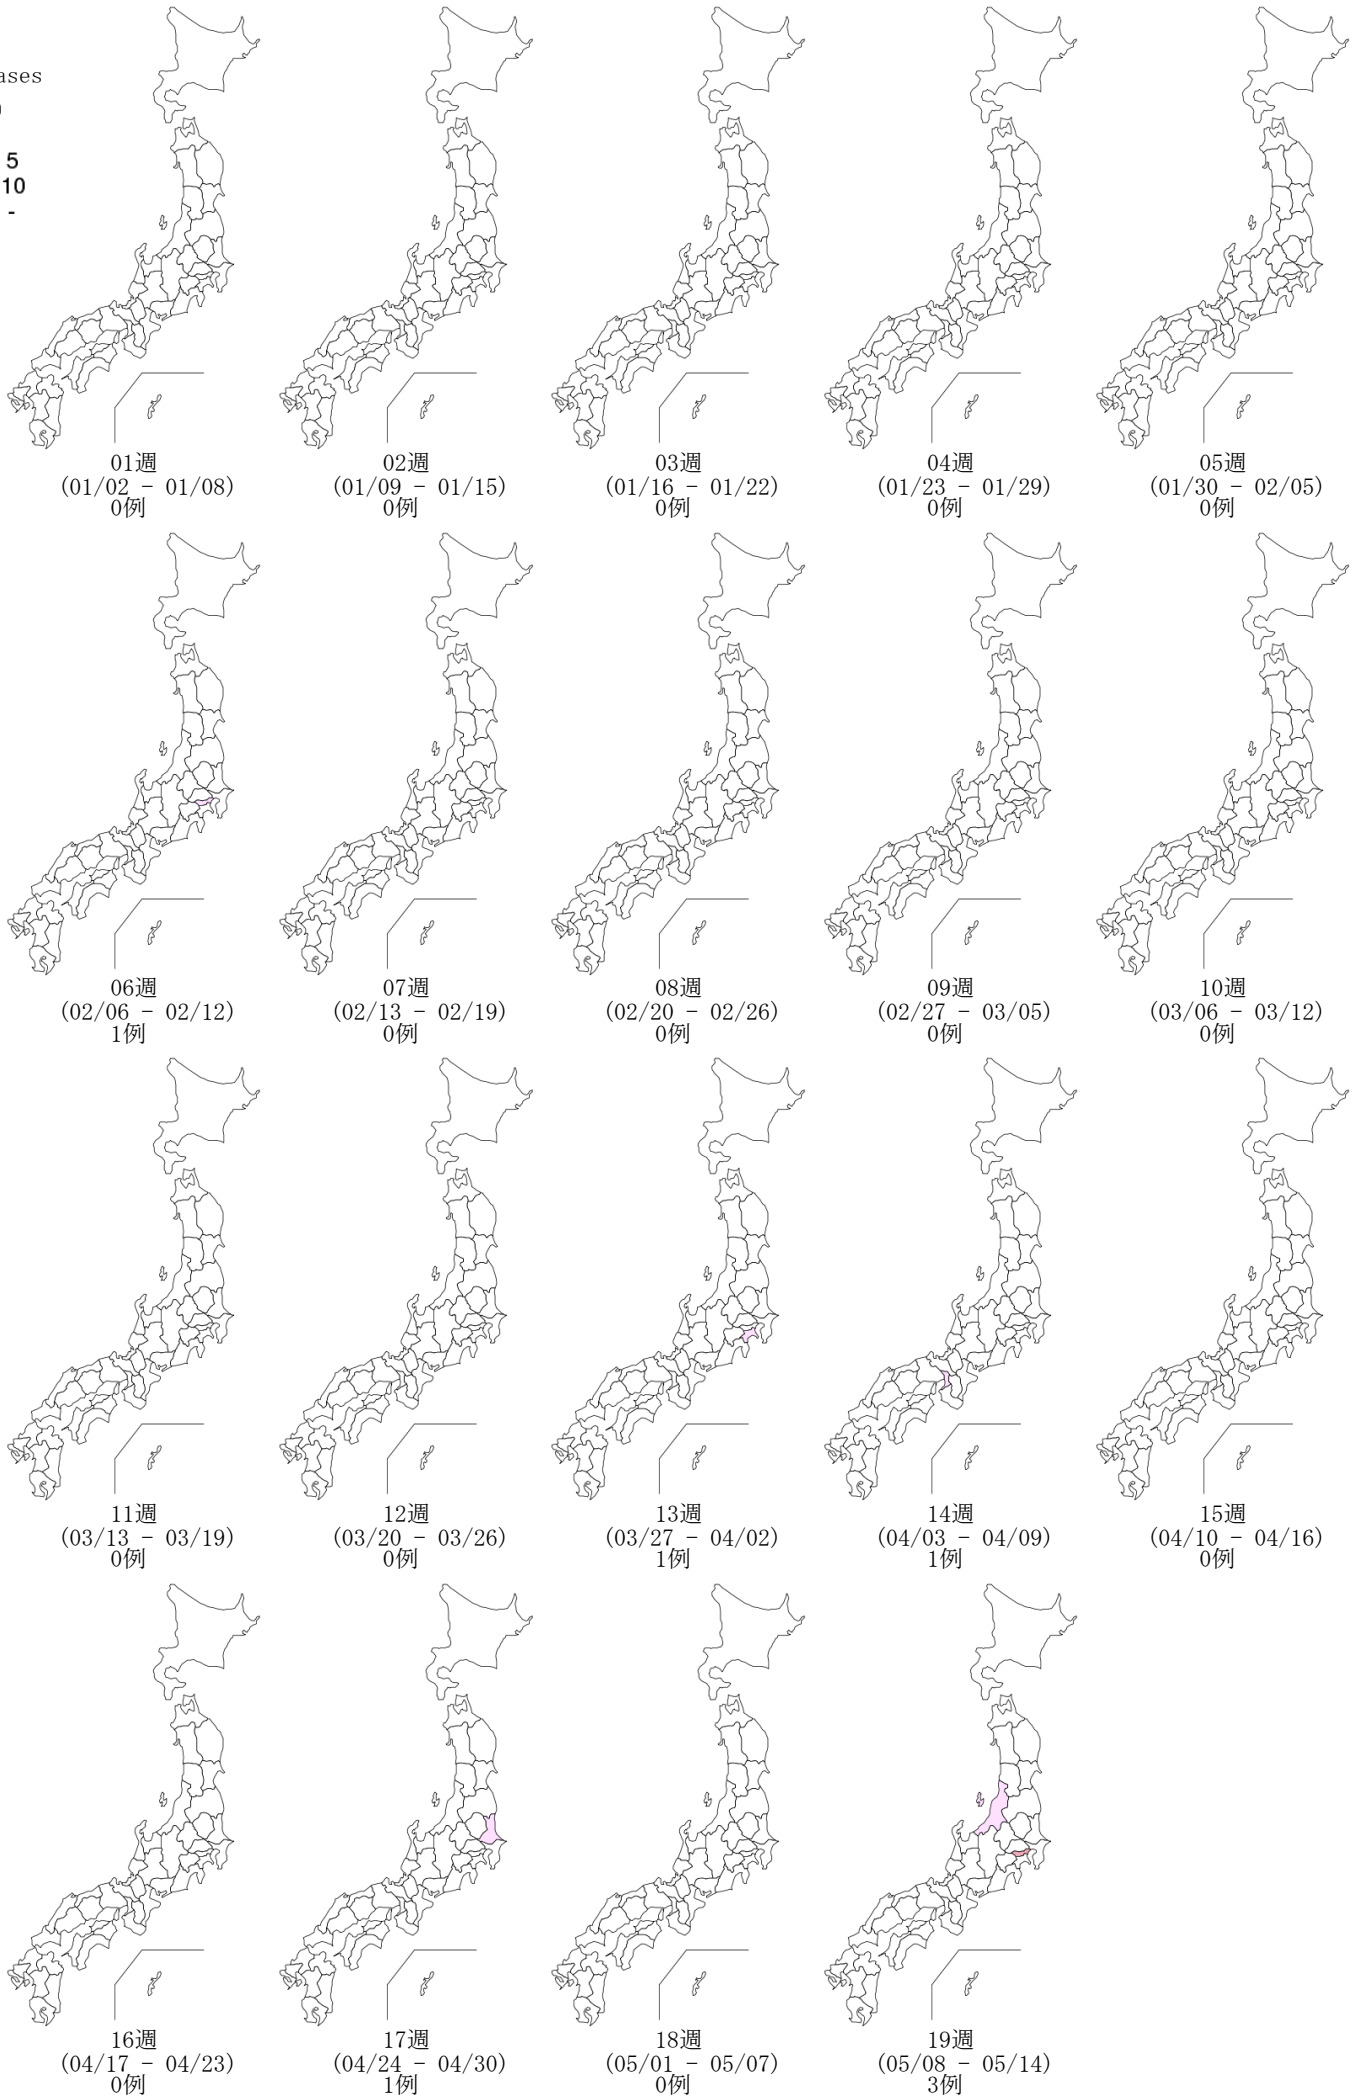 ases
5
10
-
01週
(01/02 - 01/08)
0例
02週
(01/09 - 01/15)
0例
03週
(01/16 - 01/22)
0例
04週
(01/23 - 01/29)
0例
05週
(01/30 - 02/05)
0例
06週
(02/06 - 02/12)
1例
07週
(02/13 - 02/19)
0例
08週
(02/20 - 02/26)
0例
09週
(02/27 - 03/05)
0例
10週
(03/06 - 03/12)
0例
11週
(03/13 - 03/19)
0例
12週
(03/20 - 03/26)
0例
13週
(03/27 - 04/02)
1例
14週
(04/03 - 04/09)
1例
15週
(04/10 - 04/16)
0例
16週
(04/17 - 04/23)
0例
17週
(04/24 - 04/30)
1例
18週
(05/01 - 05/07)
0例
19週
(05/08 - 05/14)
3例